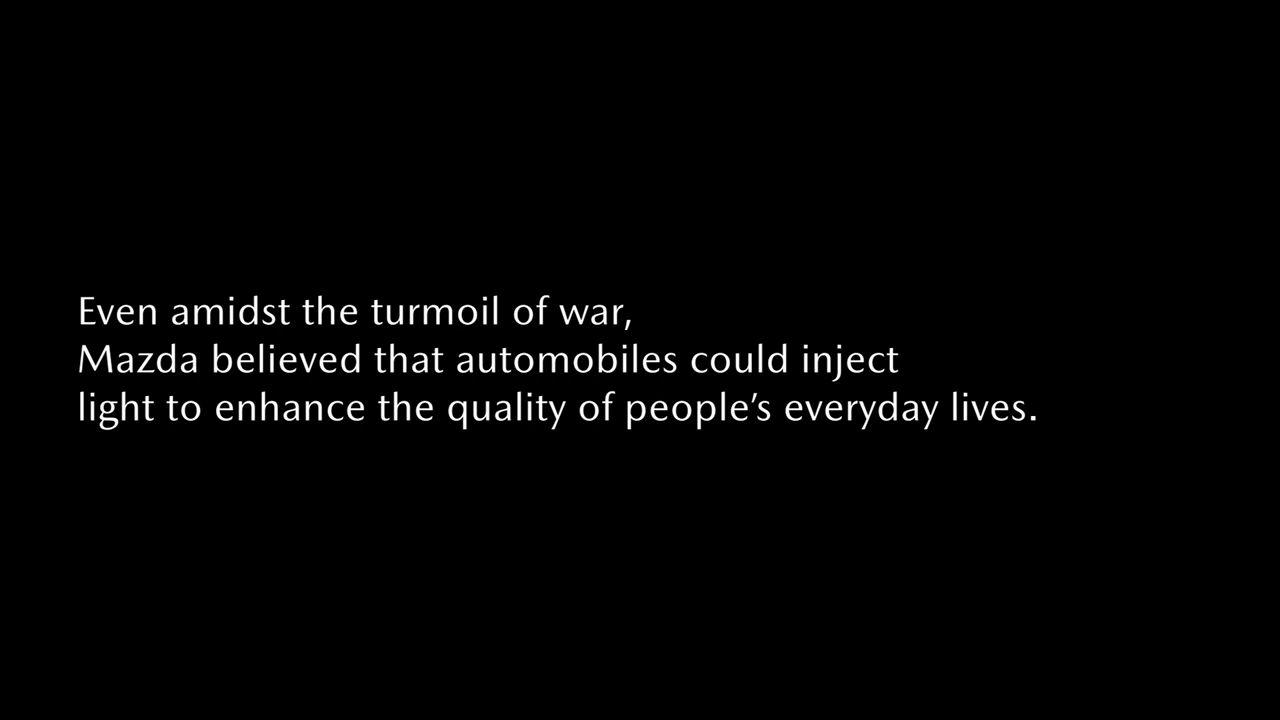 Even amidst the turmoil of war,
Mazda believed that automobiles could inject
light to enhance the quality of people’s everyday lives.